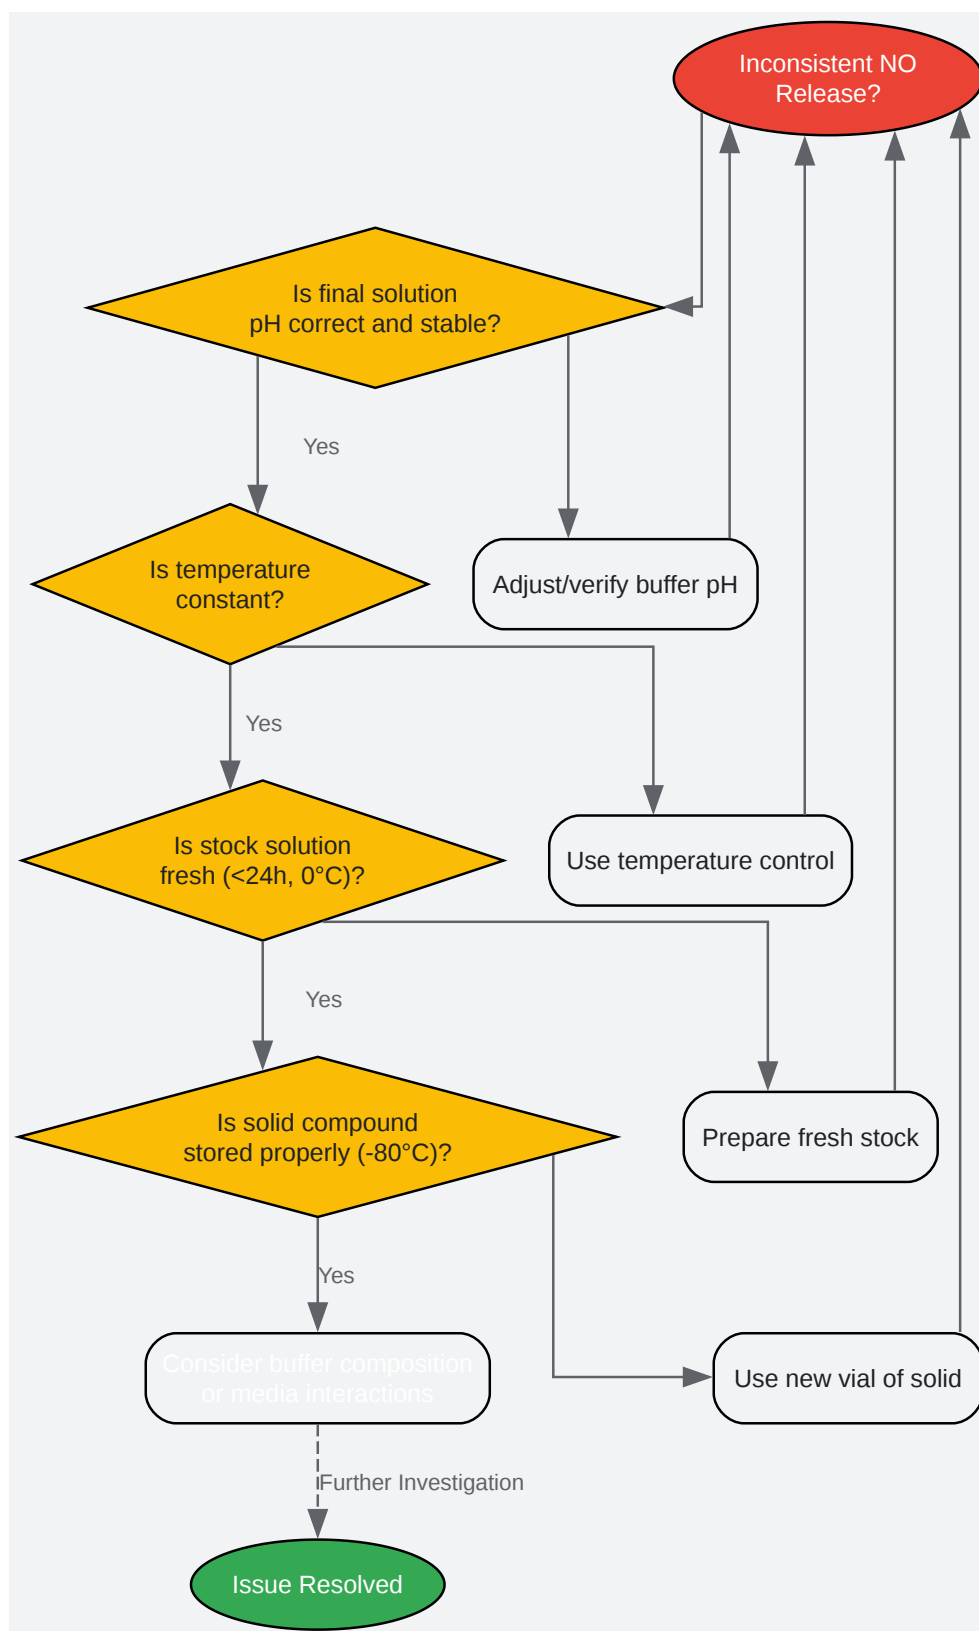 Inconsistent NO
Release?
Is final solution
pH correct and stable?
Yes
Is temperature
constant?
Adjust/verify buffer pH
Yes
Is stock solution
fresh (<24h, 0°C)?
Use temperature control
Yes
Is solid compound
stored properly (-80°C)?
Prepare fresh stock
Yes
Consider buffer composition
or media interactions
Use new vial of solid
Further Investigation
Issue Resolved